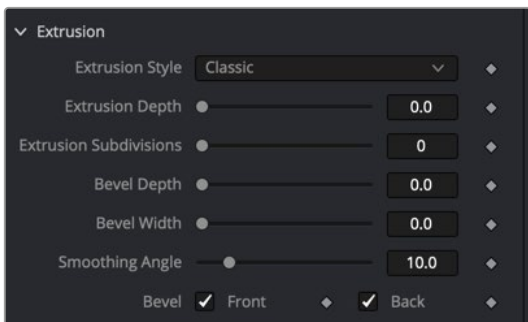 Extrusion
Extrusion Style Classic
Extrusion Depth 0.0
Extrusion Subdivisions 0
Bevel Depth 0.0
Bevel Width 0.0
Smoothing Angle 10.0
Bevel Front Back